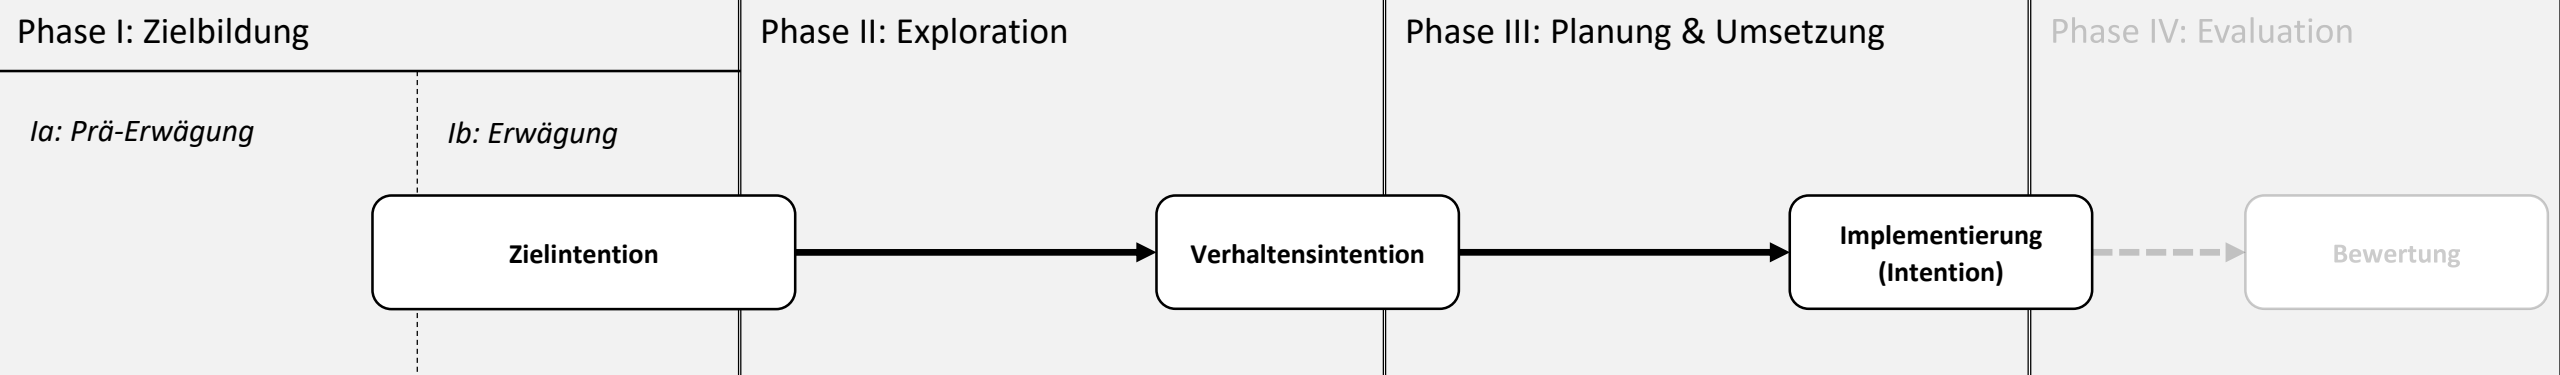 Phase I: Zielbildung
Phase II: Exploration
Phase III: Planung & Umsetzung
Phase IV: Evaluation
Ia: Prä-Erwägung
Ib: Erwägung
Zielintention
Verhaltensintention
Implementierung
(Intention)
Bewertung